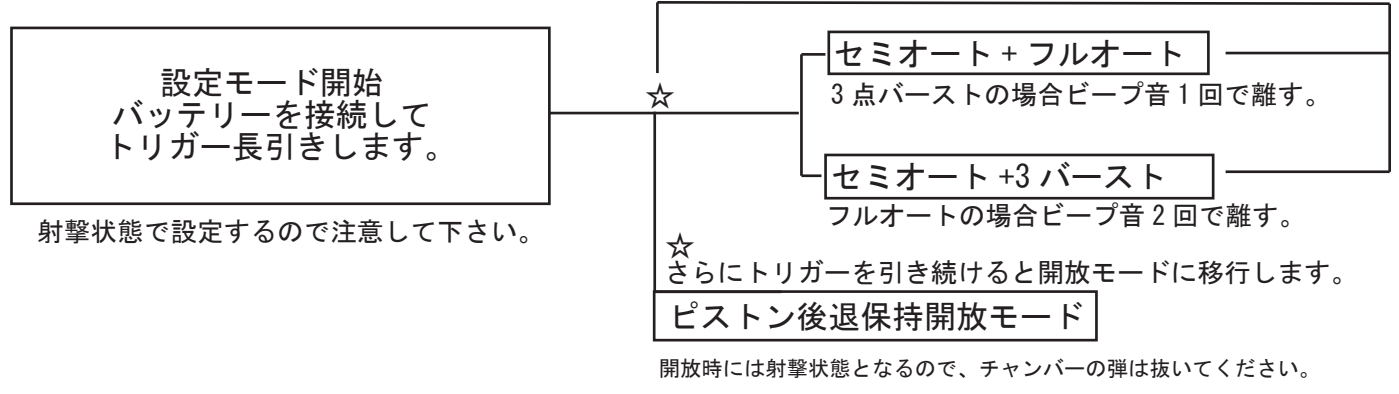 設定モード開始
バッテリーを接続して
トリガー長引きします。
射撃状態で設定するので注意して下さい。
☆
セミオート + フルオート
3 点バーストの場合ビープ音 1 回で離す。
セミオート +3 バースト
フルオートの場合ビープ音 2 回で離す。
☆
さらにトリガーを引き続けると開放モードに移行します。
ピストン後退保持開放モード
開放時には射撃状態となるので、チャンバーの弾は抜いてください。